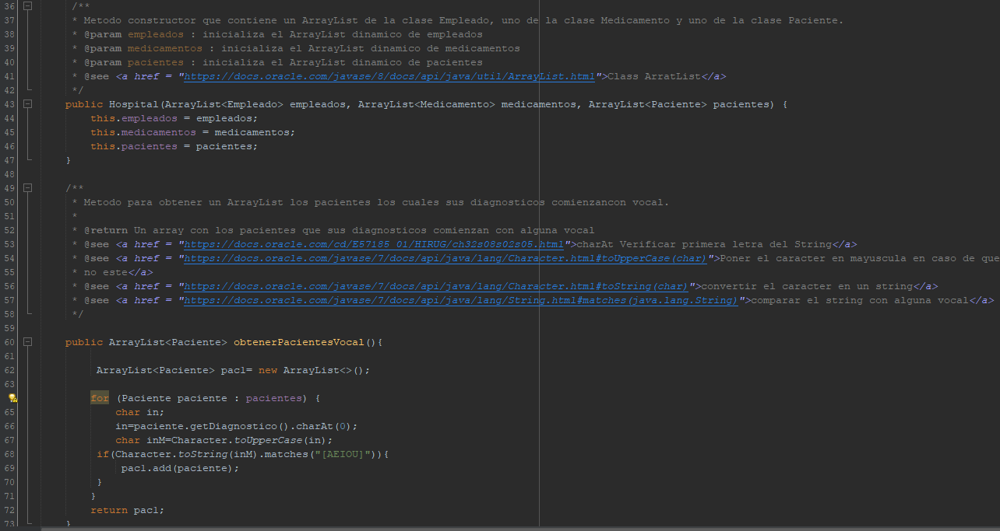 36 /**
37 * Metodo constructor que contiene un ArrayList de la clase Empleado, uno de la clase Medicamento y uno de la clase Paciente.
38 * @param empleados : inicializa el ArrayList dinamico de empleados
39 * @param medicamentos : inicializa el ArrayList dinamico de medicamentos
40 * @param pacientes : inicializa el ArrayList dinamico de pacientes
41 * @see <a href = "https://docs.oracle.com/javase/8/docs/api/java/util/ArrayList.html">Class ArratList</a>
42 */
43 public Hospital(ArrayList<Empleado> empleados, ArrayList<Medicamento> medicamentos, ArrayList<Paciente> pacientes) {
44 this.empleados = empleados;
45 this.medicamentos = medicamentos;
46 this.pacientes = pacientes;
47 }
48
49 /**
50 * Metodo para obtener un ArrayList los pacientes los cuales sus diagnosticos comienzancon vocal.
51 *
52 * @return Un array con los pacientes que sus diagnosticos comienzan con alguna vocal
53 * @see <a href = "https://docs.oracle.com/cd/E57185_01/HIRUG/ch32s08s02s05.html">charAt Verificar primera letra del String</a>
54 * @see <a href = "https://docs.oracle.com/javase/7/docs/api/java/lang/Character.html#toUpperCase(char)">Poner el caracter en mayuscula en caso de que
55 * no este</a>
56 * @see <a href = "https://docs.oracle.com/javase/7/docs/api/java/lang/Character.html#toString(char)">convertir el caracter en un string</a>
57 * @see <a href = "https://docs.oracle.com/javase/7/docs/api/java/lang/String.html#matches(java.lang.String)">comparar el string con alguna vocal</a>
58 */
59
60 public ArrayList<Paciente> obtenerPacientesVocal(){
61
62 ArrayList<Paciente> pacl= new ArrayList<>();
63
for (Paciente paciente : pacientes) {
65 char in;
66 in=paciente.getDiagnostico().charAt(0);
67 char inM=Character.toUpperCase(in);
68 if(Character.toString(inM).matches("[AEIOU]")){
69 pacl.add(paciente);
70 }
71 }
72 return pacl;
73 }